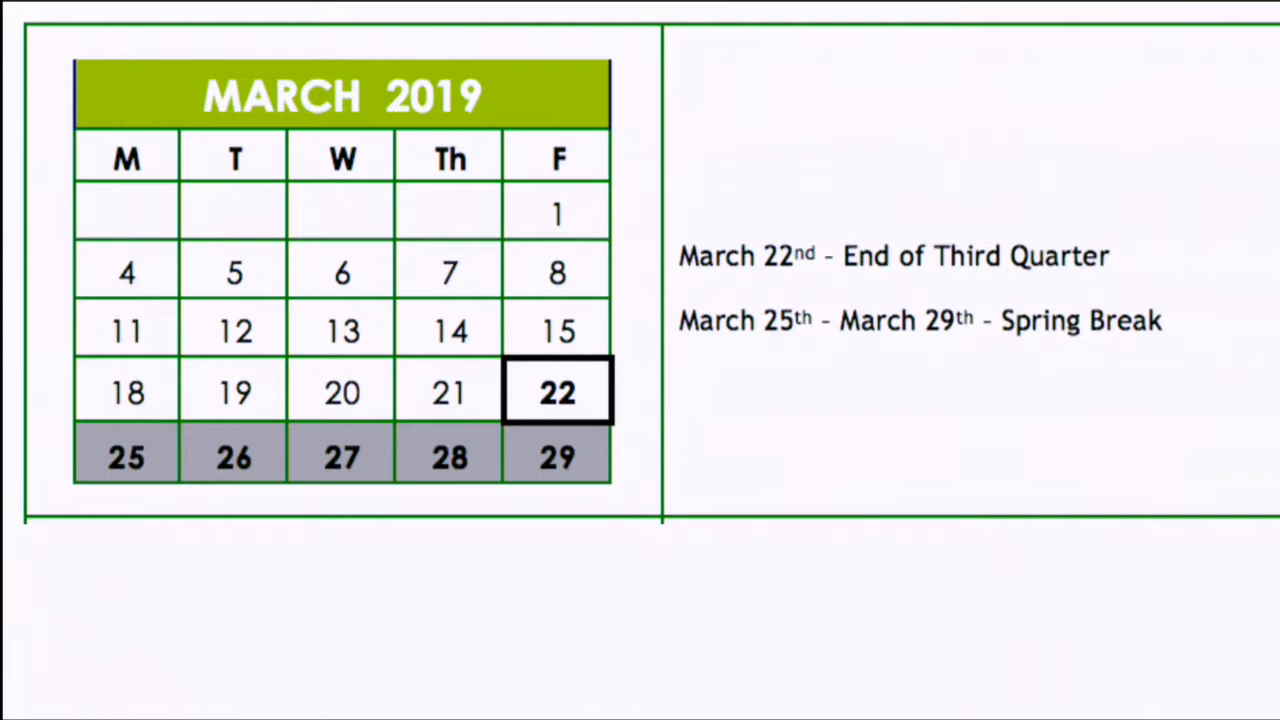 MARCH 2019
M T W Th F
1
4 5 6 7 8
11 12 13 14 15
18 19 20 21 22
25 26 27 28 29
March 22nd - End of Third Quarter
March 25th - March 29th - Spring Break